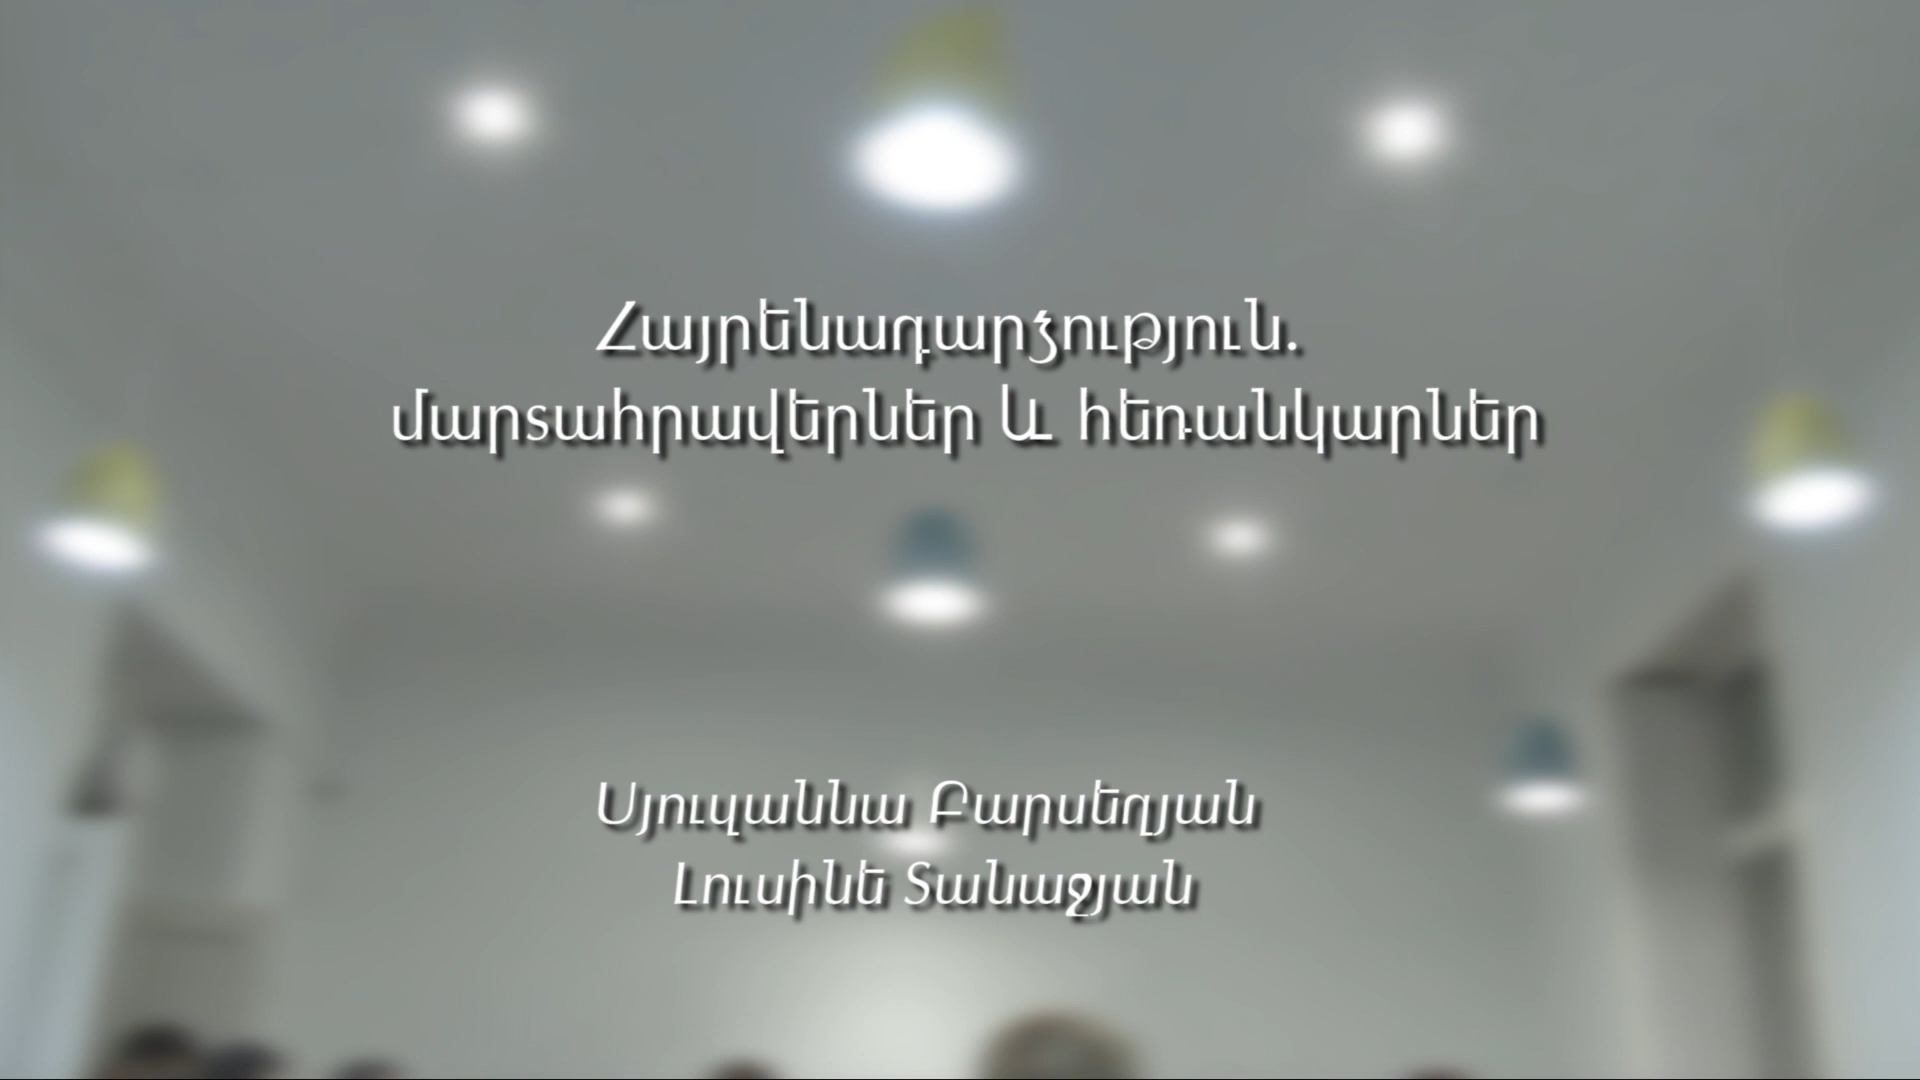 Հայրենադարձություն.
մարտահրավերներ և հեռանկարներ
Սյուզաննա Բարսեղյան
Լուսինե Տանաջյան